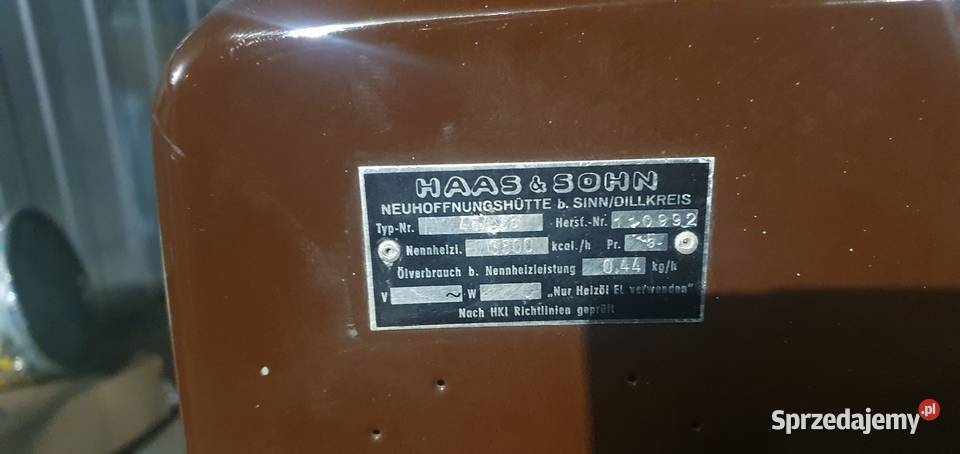 HAAS & SOHN
NEUHOFFNUNGSHÜTTE b. SINN/DILLKREIS
Typ-Nr. Herst.-Nr. 110992
Nennheizl. kcal./h Pr.
Ölverbrauch b. Nennheizleistung 0,44 kg/h
V ~ W „Nur Heizöl EL verwenden"
Nach HKI Richtlinien geprüft
Sprzedajemy.pl